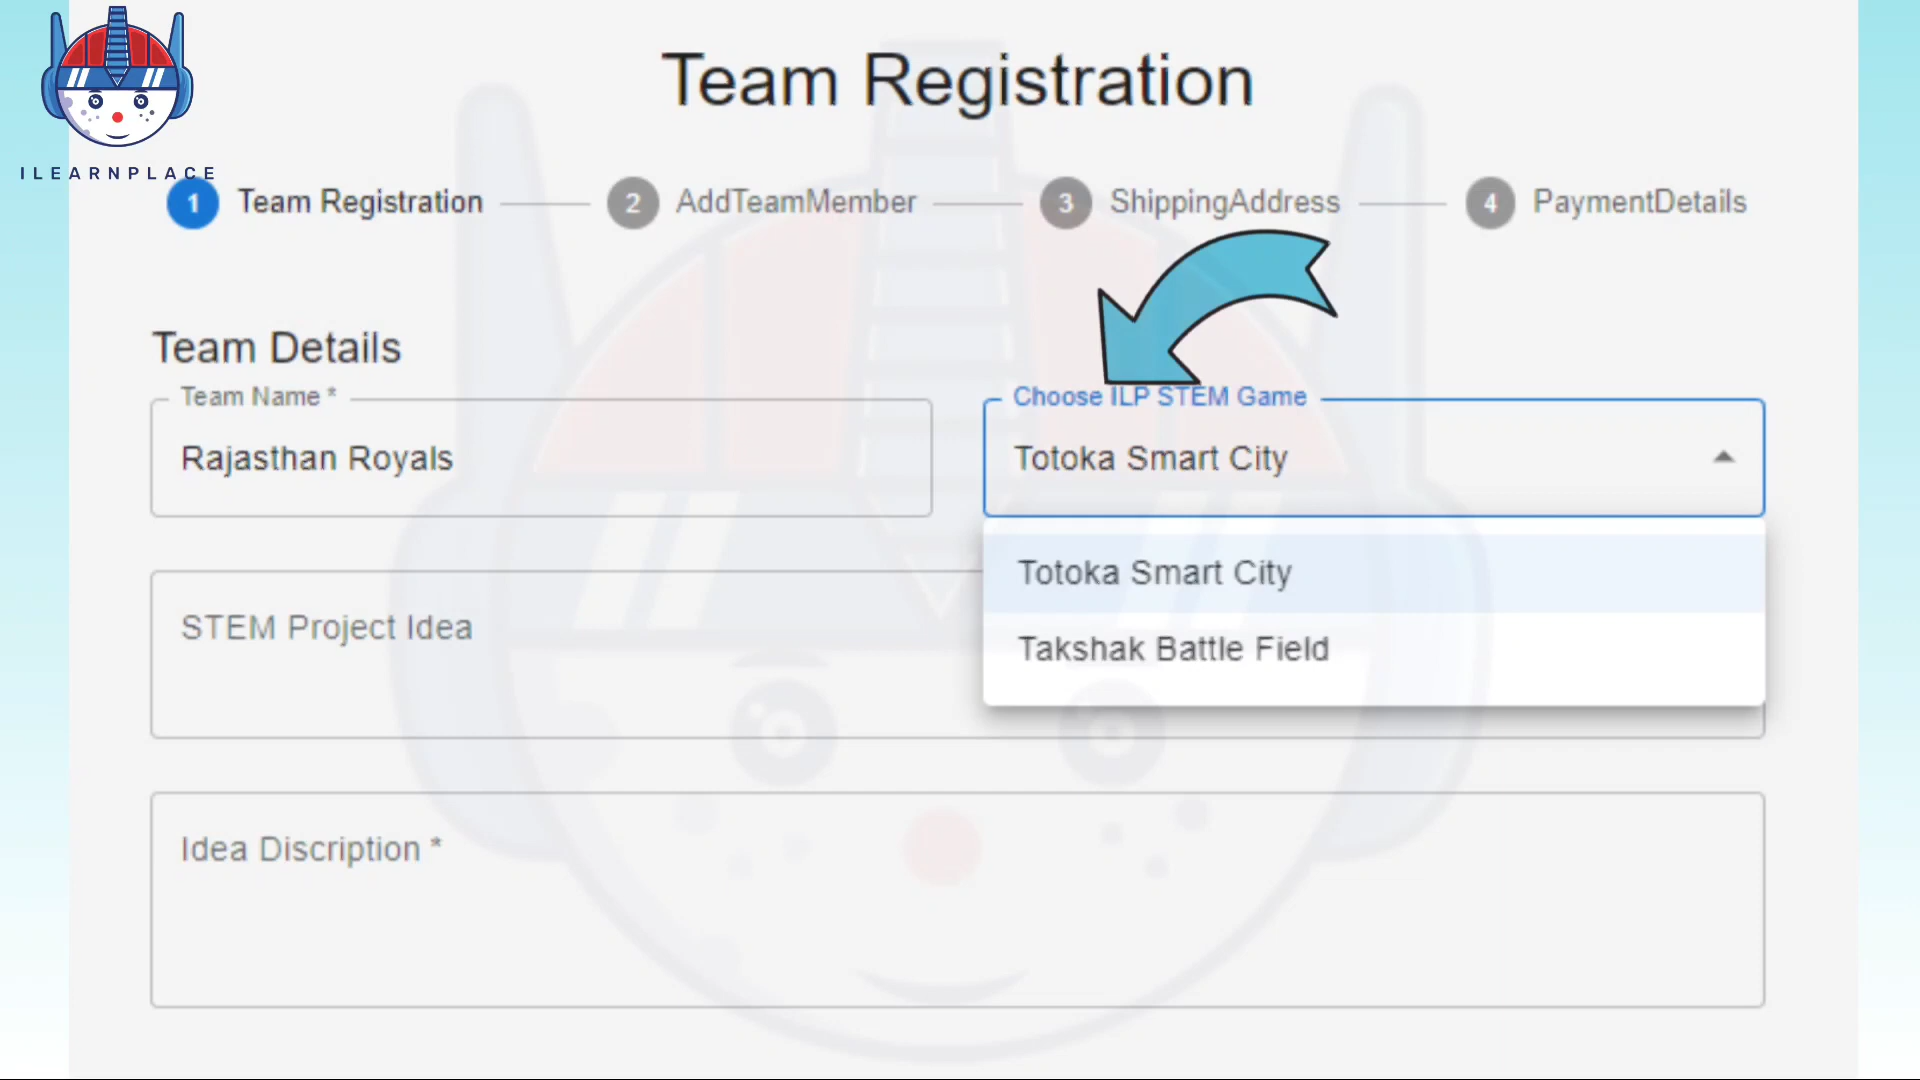 ILEARNPLACE
Team Registration
1 Team Registration 2 AddTeamMember 3 ShippingAddress 4 PaymentDetails
Team Details
Team Name *
Rajasthan Royals
Choose ILP STEM Game
Totoka Smart City
Totoka Smart City
Takshak Battle Field
STEM Project Idea
Idea Discription *